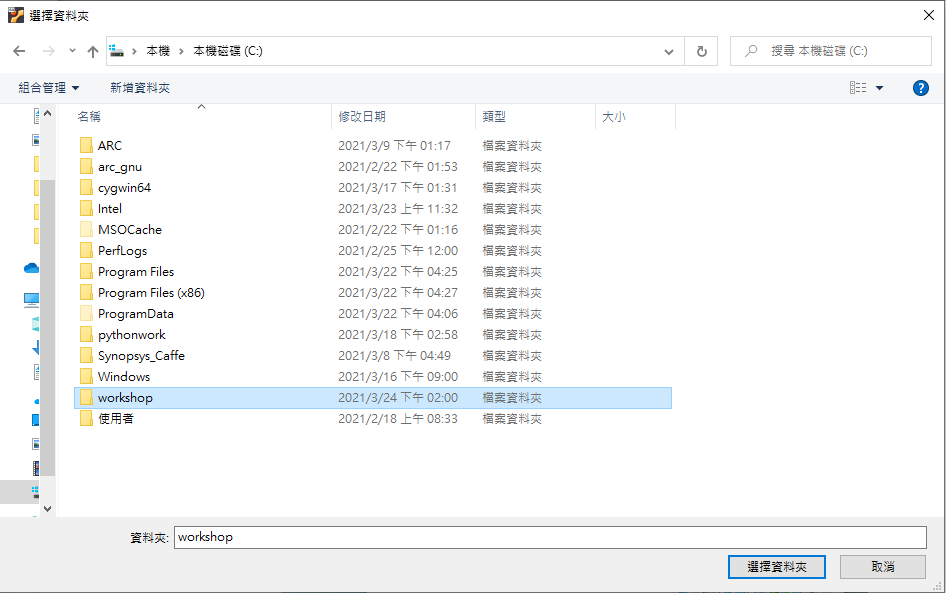 選擇資料夾
本機 本機磁碟 (C:) 搜尋 本機磁碟 (C:)
組合管理 新增資料夾
名稱 修改日期 類型 大小
ARC 2021/3/9 下午 01:17 檔案資料夾
arc_gnu 2021/2/22 下午 01:53 檔案資料夾
cygwin64 2021/3/17 下午 01:31 檔案資料夾
Intel 2021/3/23 上午 11:32 檔案資料夾
MSOCache 2021/2/22 下午 01:16 檔案資料夾
PerfLogs 2021/2/25 下午 12:00 檔案資料夾
Program Files 2021/3/22 下午 04:25 檔案資料夾
Program Files (x86) 2021/3/22 下午 04:27 檔案資料夾
ProgramData 2021/3/22 下午 04:06 檔案資料夾
pythonwork 2021/3/18 下午 02:58 檔案資料夾
Synopsys_Caffe 2021/3/8 下午 04:49 檔案資料夾
Windows 2021/3/16 下午 09:00 檔案資料夾
workshop 2021/3/24 下午 02:00 檔案資料夾
使用者 2021/2/18 上午 08:33 檔案資料夾
資料夾: workshop
選擇資料夾 取消